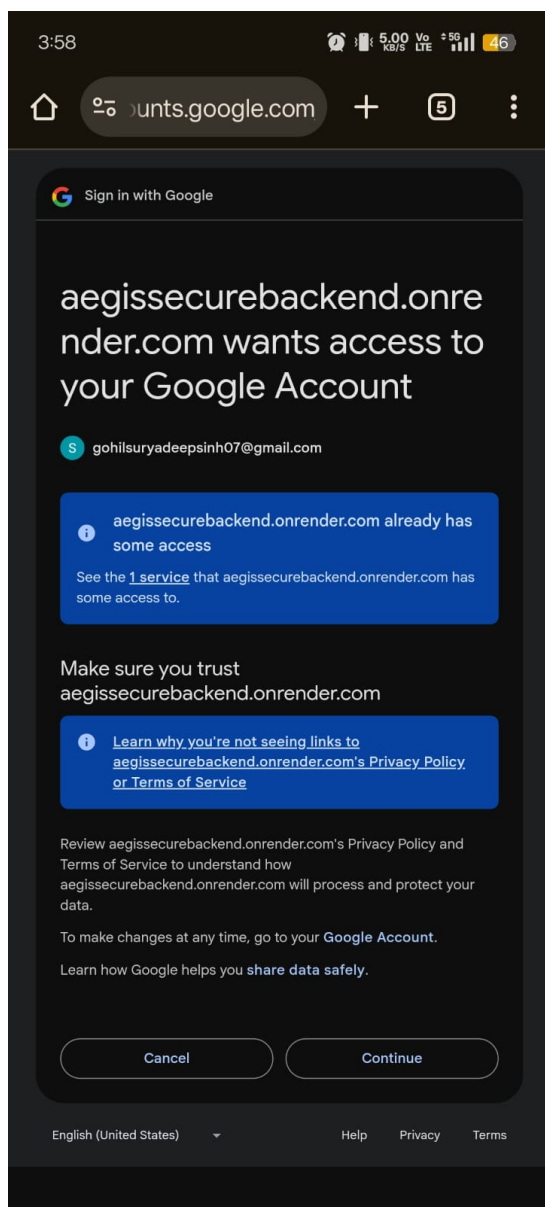 3:58
5.00 KB/S
Vo LTE
5G
46
ounts.google.com
5
Sign in with Google
aegissecurebackend.onre
nder.com wants access to
your Google Account
S gohilsuryadeepsinh07@gmail.com
aegissecurebackend.onrender.com already has
some access
See the 1 service that aegissecurebackend.onrender.com has
some access to.
Make sure you trust
aegissecurebackend.onrender.com
Learn why you're not seeing links to
aegissecurebackend.onrender.com's Privacy Policy
or Terms of Service
Review aegissecurebackend.onrender.com's Privacy Policy and
Terms of Service to understand how
aegissecurebackend.onrender.com will process and protect your
data.
To make changes at any time, go to your Google Account.
Learn how Google helps you share data safely.
Cancel
Continue
English (United States)
Help
Privacy
Terms